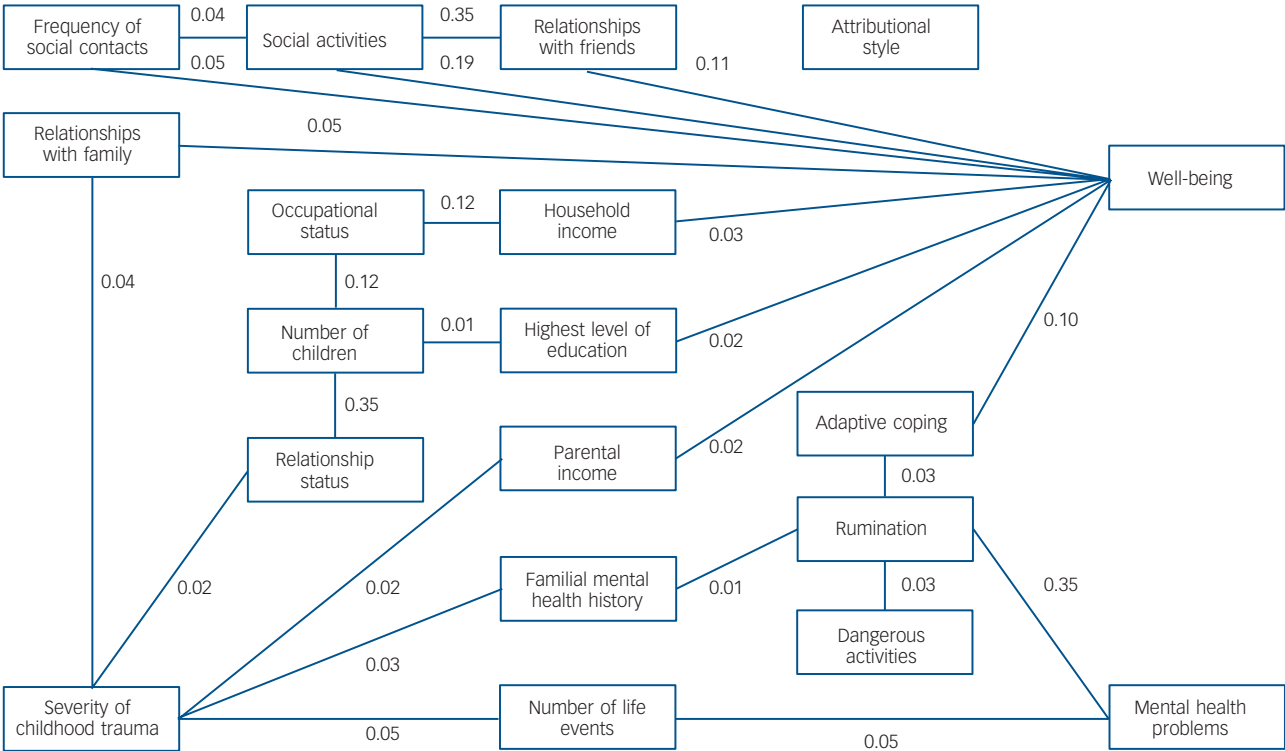 Frequency of
social contacts
0.04
Social activities
0.35
Relationships
with friends
Attributional
style
0.05
0.19
0.11
Relationships
with family
0.05
Well-being
Occupational
status
0.12
Household
income
0.03
0.04
0.12
Number of
children
0.01
Highest level of
education
0.02
0.10
0.35
Adaptive coping
Relationship
status
Parental
income
0.02
0.03
Rumination
0.02
0.02
Familial mental
health history
0.01
0.03
0.35
Dangerous
activities
0.03
Severity of
childhood trauma
0.05
Number of life
events
0.05
Mental health
problems